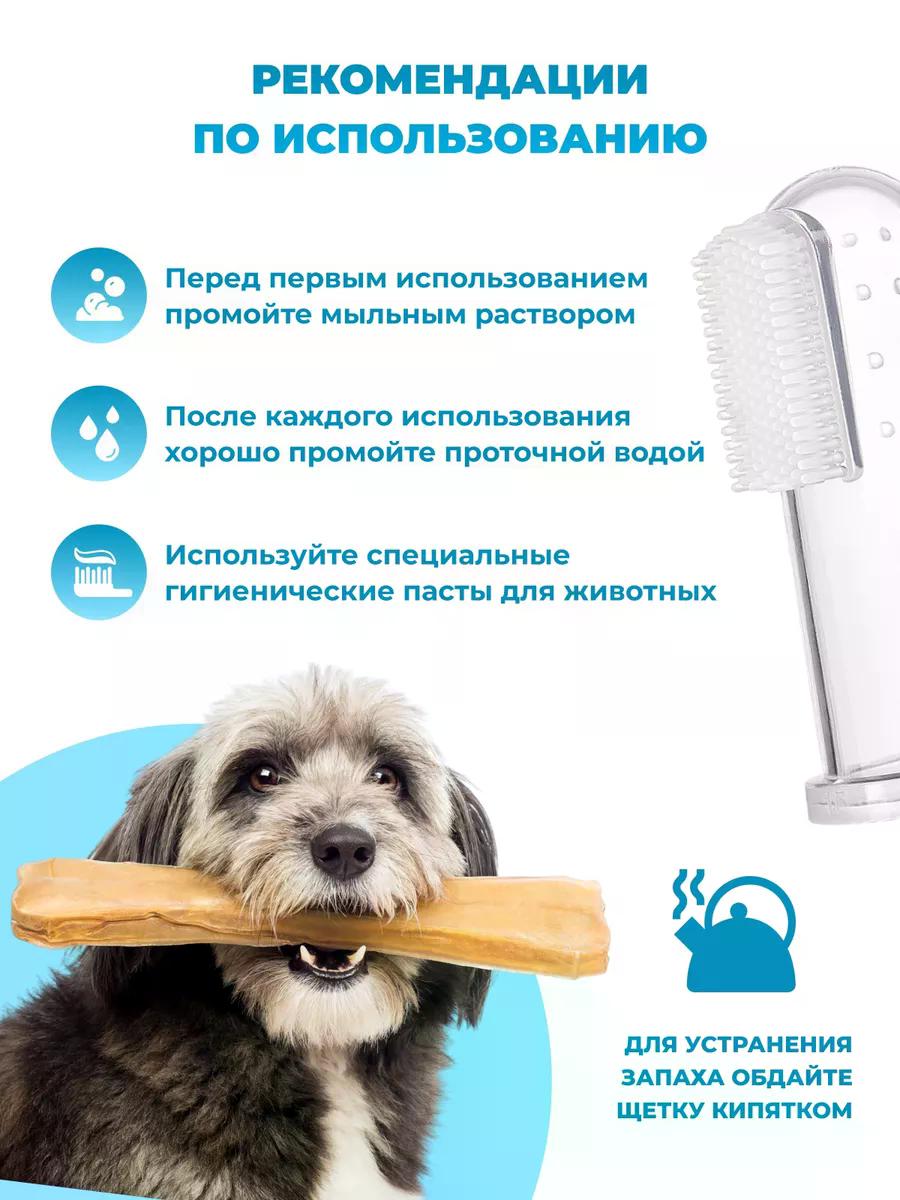 РЕКОМЕНДАЦИИ
ПО ИСПОЛЬЗОВАНИЮ
Перед первым использованием
промойте мыльным раствором
После каждого использования
хорошо промойте проточной водой
Используйте специальные
гигиенические пасты для животных
ДЛЯ УСТРАНЕНИЯ
ЗАПАХА ОБДАЙТЕ
ЩЕТКУ КИПЯТКОМ